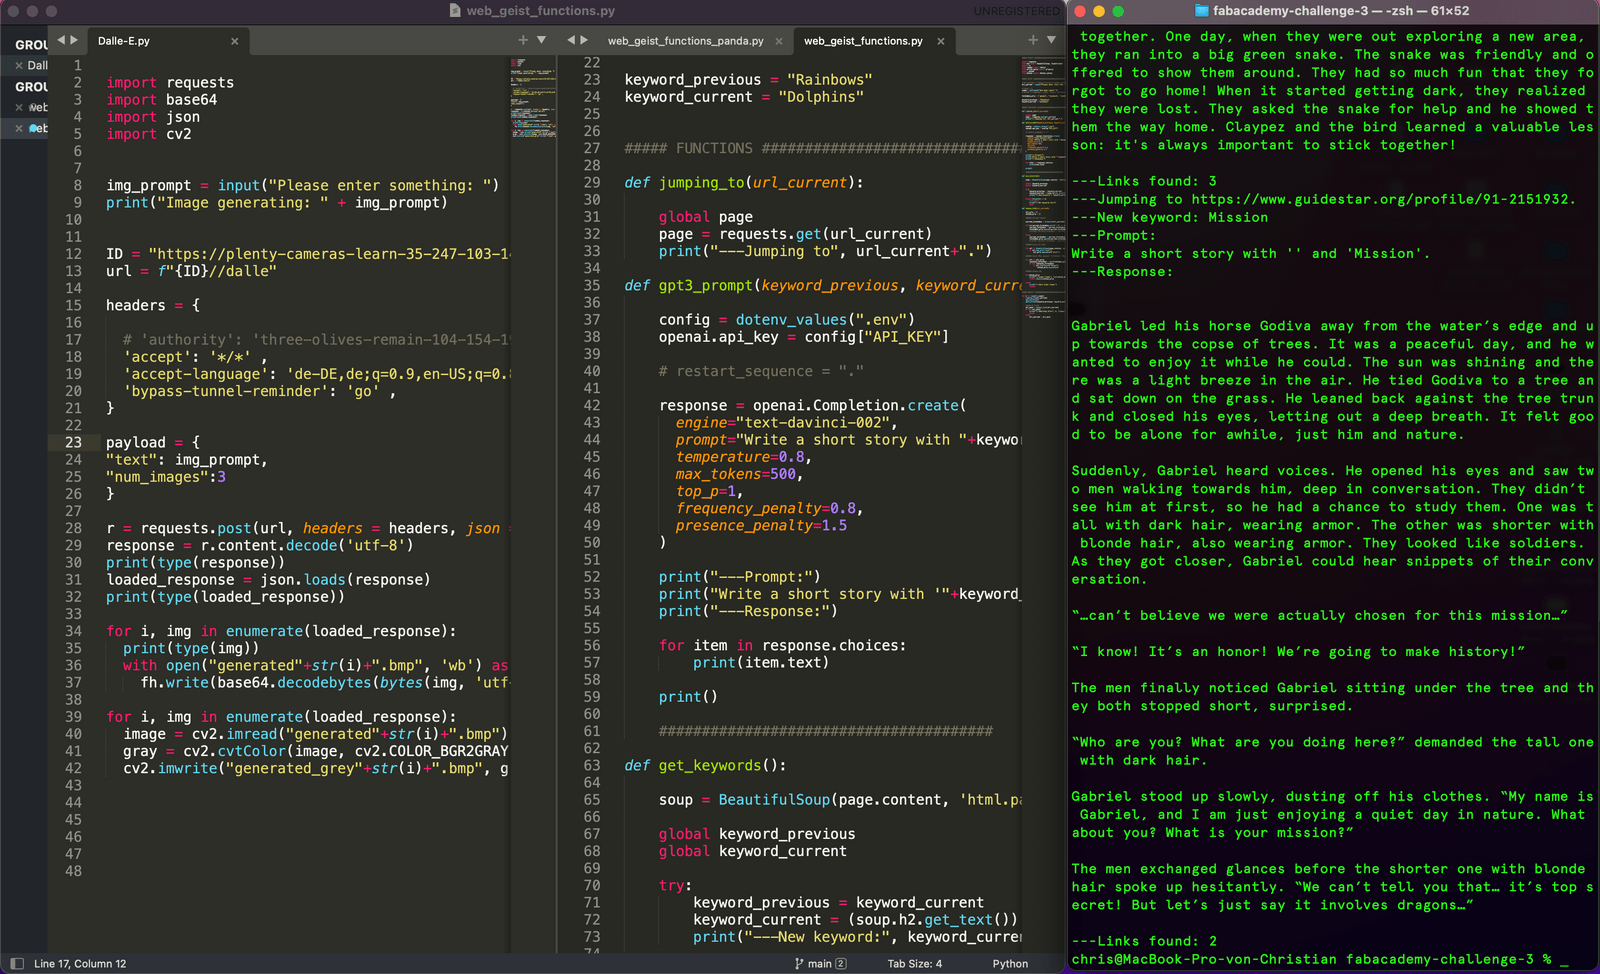 web_geist_functions.py
UNREGISTERED
GROU
Dall
GROU
web
web
Dalle-E.py
1
2 import requests
3 import base64
4 import json
5 import cv2
6
7
8 img_prompt = input("Please enter something: ")
9 print("Image generating: " + img_prompt)
10
11
12 ID = "https://plenty-cameras-learn-35-247-103-1
13 url = f"{ID}//dalle"
14
15 headers = {
16
17 # 'authority': 'three-olives-remain-104-154-1
18 'accept': '*/*' ,
19 'accept-language': 'de-DE,de;q=0.9,en-US;q=0.
20 'bypass-tunnel-reminder': 'go' ,
21 }
22
23 payload = {
24 "text": img_prompt,
25 "num_images":3
26 }
27
28 r = requests.post(url, headers = headers, json =
29 response = r.content.decode('utf-8')
30 print(type(response))
31 loaded_response = json.loads(response)
32 print(type(loaded_response))
33
34 for i, img in enumerate(loaded_response):
35 print(type(img))
36 with open("generated"+str(i)+".bmp", 'wb') as
37 fh.write(base64.decodebytes(bytes(img, 'utf-
38
39 for i, img in enumerate(loaded_response):
40 image = cv2.imread("generated"+str(i)+".bmp")
41 gray = cv2.cvtColor(image, cv2.COLOR_BGR2GRAY
42 cv2.imwrite("generated_grey"+str(i)+".bmp", g
43
44
45
46
47
48
web_geist_functions_panda.py
web_geist_functions.py
22
23 keyword_previous = "Rainbows"
24 keyword_current = "Dolphins"
25
26
27 ##### FUNCTIONS ##############################
28
29 def jumping_to(url_current):
30
31 global page
32 page = requests.get(url_current)
33 print("---Jumping to", url_current+".")
34
35 def gpt3_prompt(keyword_previous, keyword_curre
36
37 config = dotenv_values(".env")
38 openai.api_key = config["API_KEY"]
39
40 # restart_sequence = "."
41
42 response = openai.Completion.create(
43 engine="text-davinci-002",
44 prompt="Write a short story with "+keywo
45 temperature=0.8,
46 max_tokens=500,
47 top_p=1,
48 frequency_penalty=0.8,
49 presence_penalty=1.5
50 )
51
52 print("---Prompt:")
53 print("Write a short story with '"+keyword_
54 print("---Response:")
55
56 for item in response.choices:
57 print(item.text)
58
59 print()
60
61 #######################################
62
63 def get_keywords():
64
65 soup = BeautifulSoup(page.content, 'html.pa
66
67 global keyword_previous
68 global keyword_current
69
70 try:
71 keyword_previous = keyword_current
72 keyword_current = (soup.h2.get_text())
73 print("---New keyword:", keyword_curre
74
Line 17, Column 12
main 2
Tab Size: 4
Python
fabacademy-challenge-3 — -zsh — 61×52
together. One day, when they were out exploring a new area,
they ran into a big green snake. The snake was friendly and o
ffered to show them around. They had so much fun that they fo
rgot to go home! When it started getting dark, they realized
they were lost. They asked the snake for help and he showed t
hem the way home. Claypez and the bird learned a valuable les
son: it's always important to stick together!
---Links found: 3
---Jumping to https://www.guidestar.org/profile/91-2151932.
---New keyword: Mission
---Prompt:
Write a short story with '' and 'Mission'.
---Response:
Gabriel led his horse Godiva away from the water’s edge and u
p towards the copse of trees. It was a peaceful day, and he w
anted to enjoy it while he could. The sun was shining and the
re was a light breeze in the air. He tied Godiva to a tree an
d sat down on the grass. He leaned back against the tree trun
k and closed his eyes, letting out a deep breath. It felt goo
d to be alone for awhile, just him and nature.
Suddenly, Gabriel heard voices. He opened his eyes and saw tw
o men walking towards him, deep in conversation. They didn’t
see him at first, so he had a chance to study them. One was t
all with dark hair, wearing armor. The other was shorter with
blonde hair, also wearing armor. They looked like soldiers.
As they got closer, Gabriel could hear snippets of their conv
ersation.
“…can’t believe we were actually chosen for this mission…”
“I know! It’s an honor! We’re going to make history!”
The men finally noticed Gabriel sitting under the tree and th
ey both stopped short, surprised.
“Who are you? What are you doing here?” demanded the tall one
with dark hair.
Gabriel stood up slowly, dusting off his clothes. “My name is
Gabriel, and I am just enjoying a quiet day in nature. What
about you? What is your mission?”
The men exchanged glances before the shorter one with blonde
hair spoke up hesitantly. “We can’t tell you that… it’s top s
ecret! But let’s just say it involves dragons…”
---Links found: 2
chris@MacBook-Pro-von-Christian fabacademy-challenge-3 % _